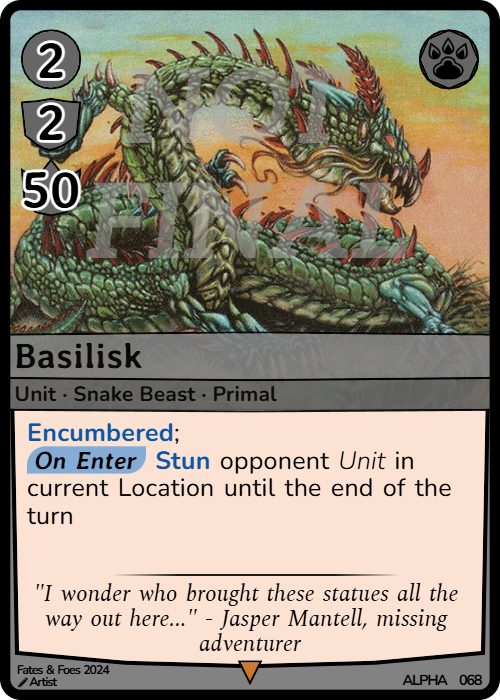 2
2
50
NOT
FINAL
Basilisk
Unit · Snake Beast · Primal
Encumbered;
On Enter Stun opponent Unit in
current Location until the end of the
turn
"I wonder who brought these statues all the
way out here..." - Jasper Mantell, missing
adventurer
Fates & Foes 2024
Artist
ALPHA 068